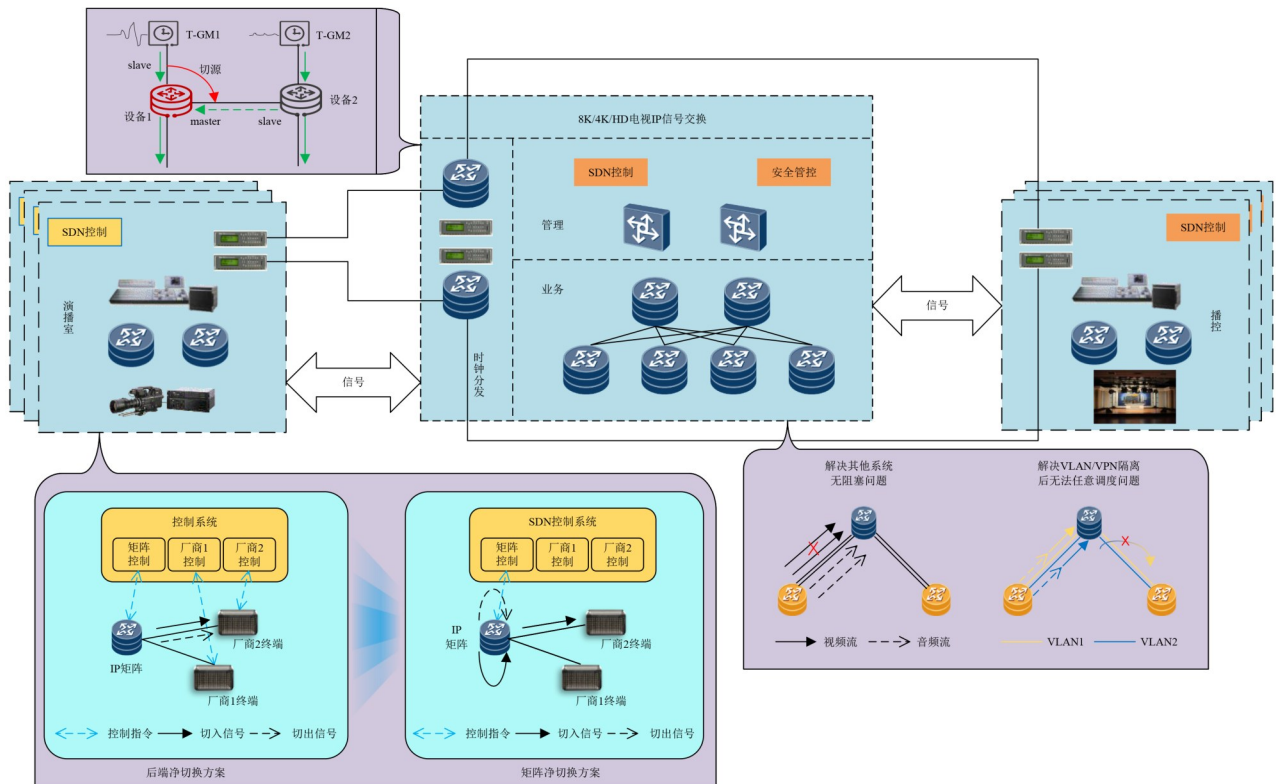 T-GM1
T-GM2
slave
切源
设备1
master
slave
设备2
8K/4K/HD电视IP信号交换
SDN控制
安全管控
管理
业务
时钟分发
SDN控制
演播室
信号
信号
SDN控制
播控
控制系统
矩阵
控制
厂商1
控制
厂商2
控制
IP矩阵
厂商2终端
厂商1终端
控制指令
切入信号
切出信号
后端净切换方案
SDN控制系统
矩阵
控制
厂商1
控制
厂商2
控制
IP
矩阵
厂商2终端
厂商1终端
控制指令
切入信号
切出信号
矩阵净切换方案
解决其他系统
无阻塞问题
解决VLAN/VPN隔离
后无法任意调度问题
X
X
视频流
音频流
VLAN1
VLAN2